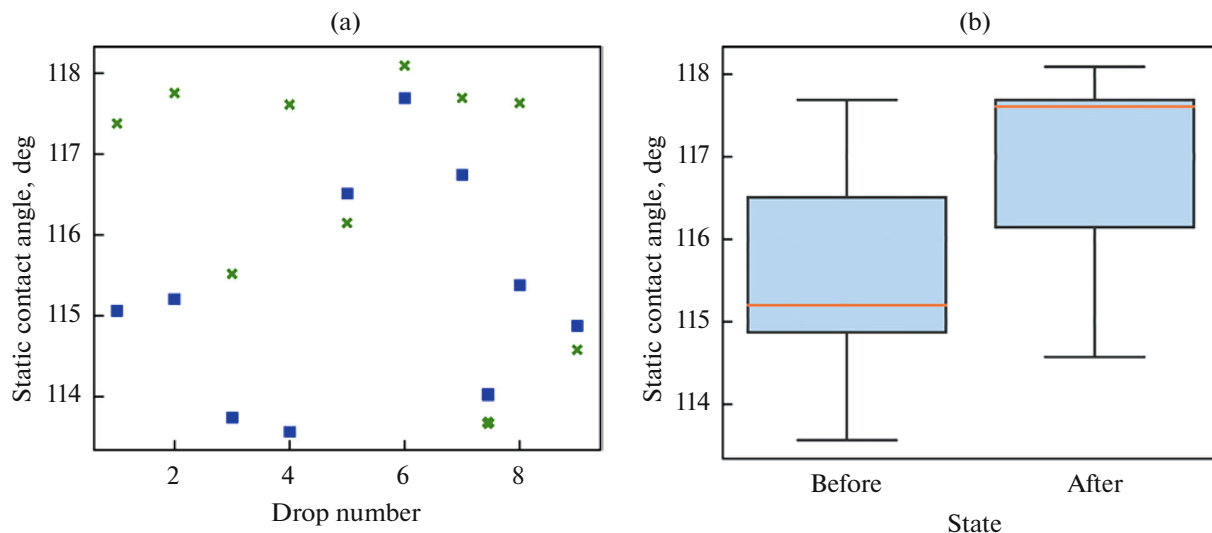 (a)
118
117
116
115
114
Static contact angle, deg
2
4
6
8
Drop number
(b)
118
117
116
115
114
Static contact angle, deg
Before
After
State